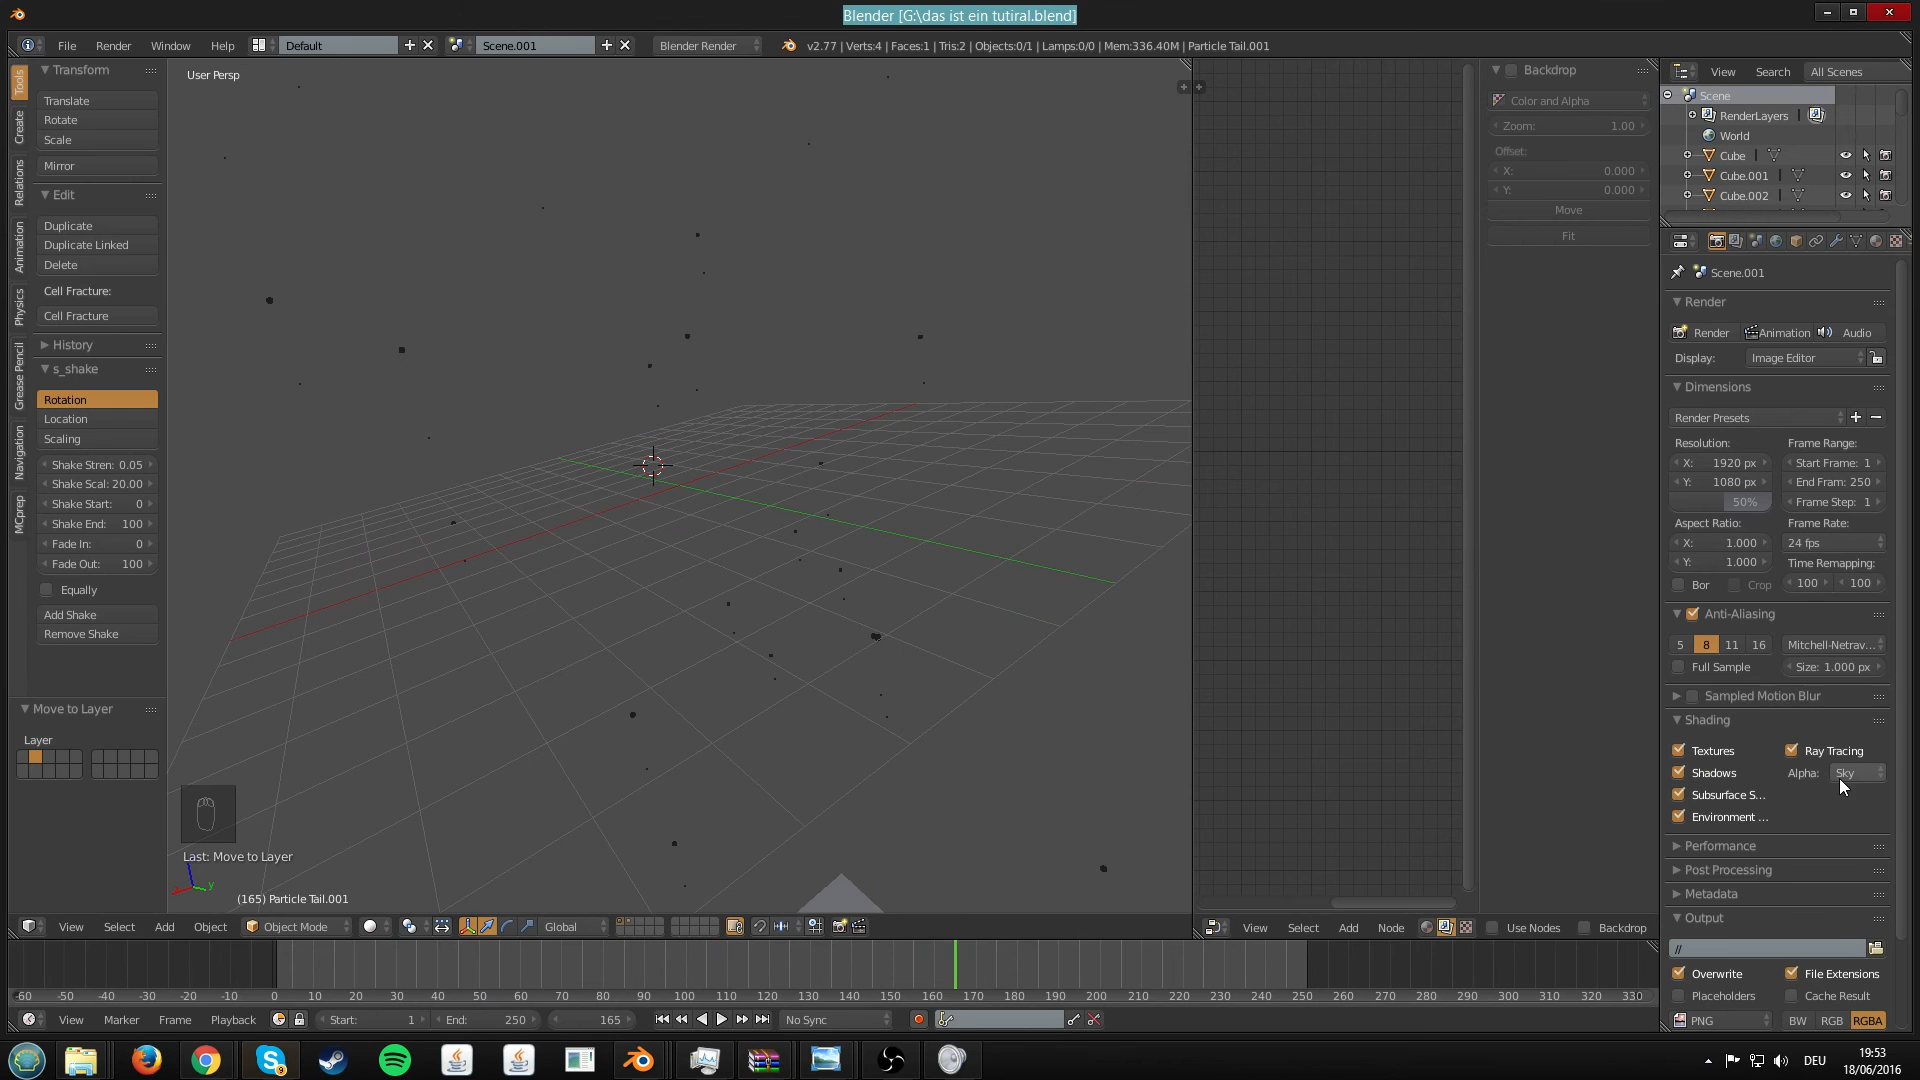 Blender [G:\das ist ein tutiral.blend]
File Render Window Help Default Scene.001 Blender Render v2.77 | Verts:4 | Faces:1 | Tris:2 | Objects:0/1 | Lamps:0/0 | Mem:336.40M | Particle Tail.001
Tools
Create
Relations
Animation
Physics
Grease Pencil
Navigation
MCprep
Transform
Translate
Rotate
Scale
Mirror
Edit
Duplicate
Duplicate Linked
Delete
Cell Fracture:
Cell Fracture
History
s_shake
Rotation
Location
Scaling
Shake Stren: 0.05
Shake Scal: 20.00
Shake Start: 0
Shake End: 100
Fade In: 0
Fade Out: 100
Equally
Add Shake
Remove Shake
Move to Layer
Layer
User Persp
Last: Move to Layer
(165) Particle Tail.001
View Select Add Object Object Mode Global
Backdrop
Color and Alpha
Zoom: 1.00
Offset:
X: 0.000
Y: 0.000
Move
Fit
View Select Add Node Use Nodes Backdrop
View Search All Scenes
Scene
RenderLayers |
World
Cube |
Cube.001 |
Cube.002 |
Scene.001
Render
Render Animation Audio
Display: Image Editor
Dimensions
Render Presets
Resolution: Frame Range:
X: 1920 px Start Frame: 1
Y: 1080 px End Fram: 250
50% Frame Step: 1
Aspect Ratio: Frame Rate:
X: 1.000 24 fps
Y: 1.000 Time Remapping:
Bor Crop 100 100
Anti-Aliasing
5 8 11 16 Mitchell-Netrav...
Full Sample Size: 1.000 px
Sampled Motion Blur
Shading
Textures Ray Tracing
Shadows Alpha: Sky
Subsurface S...
Environment ...
Performance
Post Processing
Metadata
Output
//
Overwrite File Extensions
Placeholders Cache Result
PNG BW RGB RGBA
-60 -50 -40 -30 -20 -10 0 10 20 30 40 50 60 70 80 90 100 110 120 130 140 150 160 170 180 190 200 210 220 230 240 250 260 270 280 290 300 310 320 330
View Marker Frame Playback Start: 1 End: 250 165 No Sync
DEU
19:53
18/06/2016